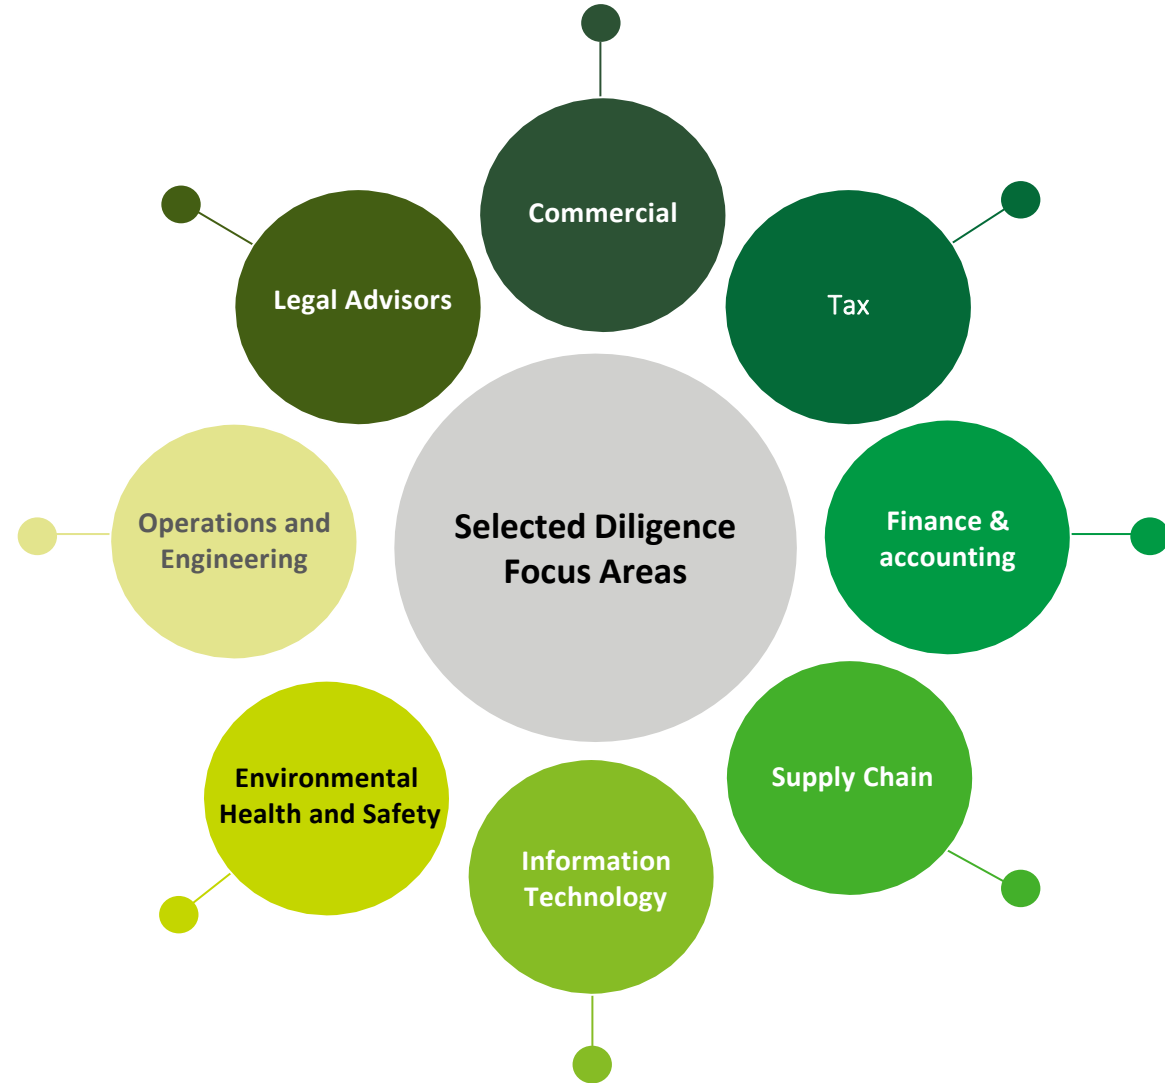 Commercial
Legal Advisors
Tax
Operations and
Engineering
Selected Diligence
Focus Areas
Finance &
accounting
Environmental
Health and Safety
Supply Chain
Information
Technology